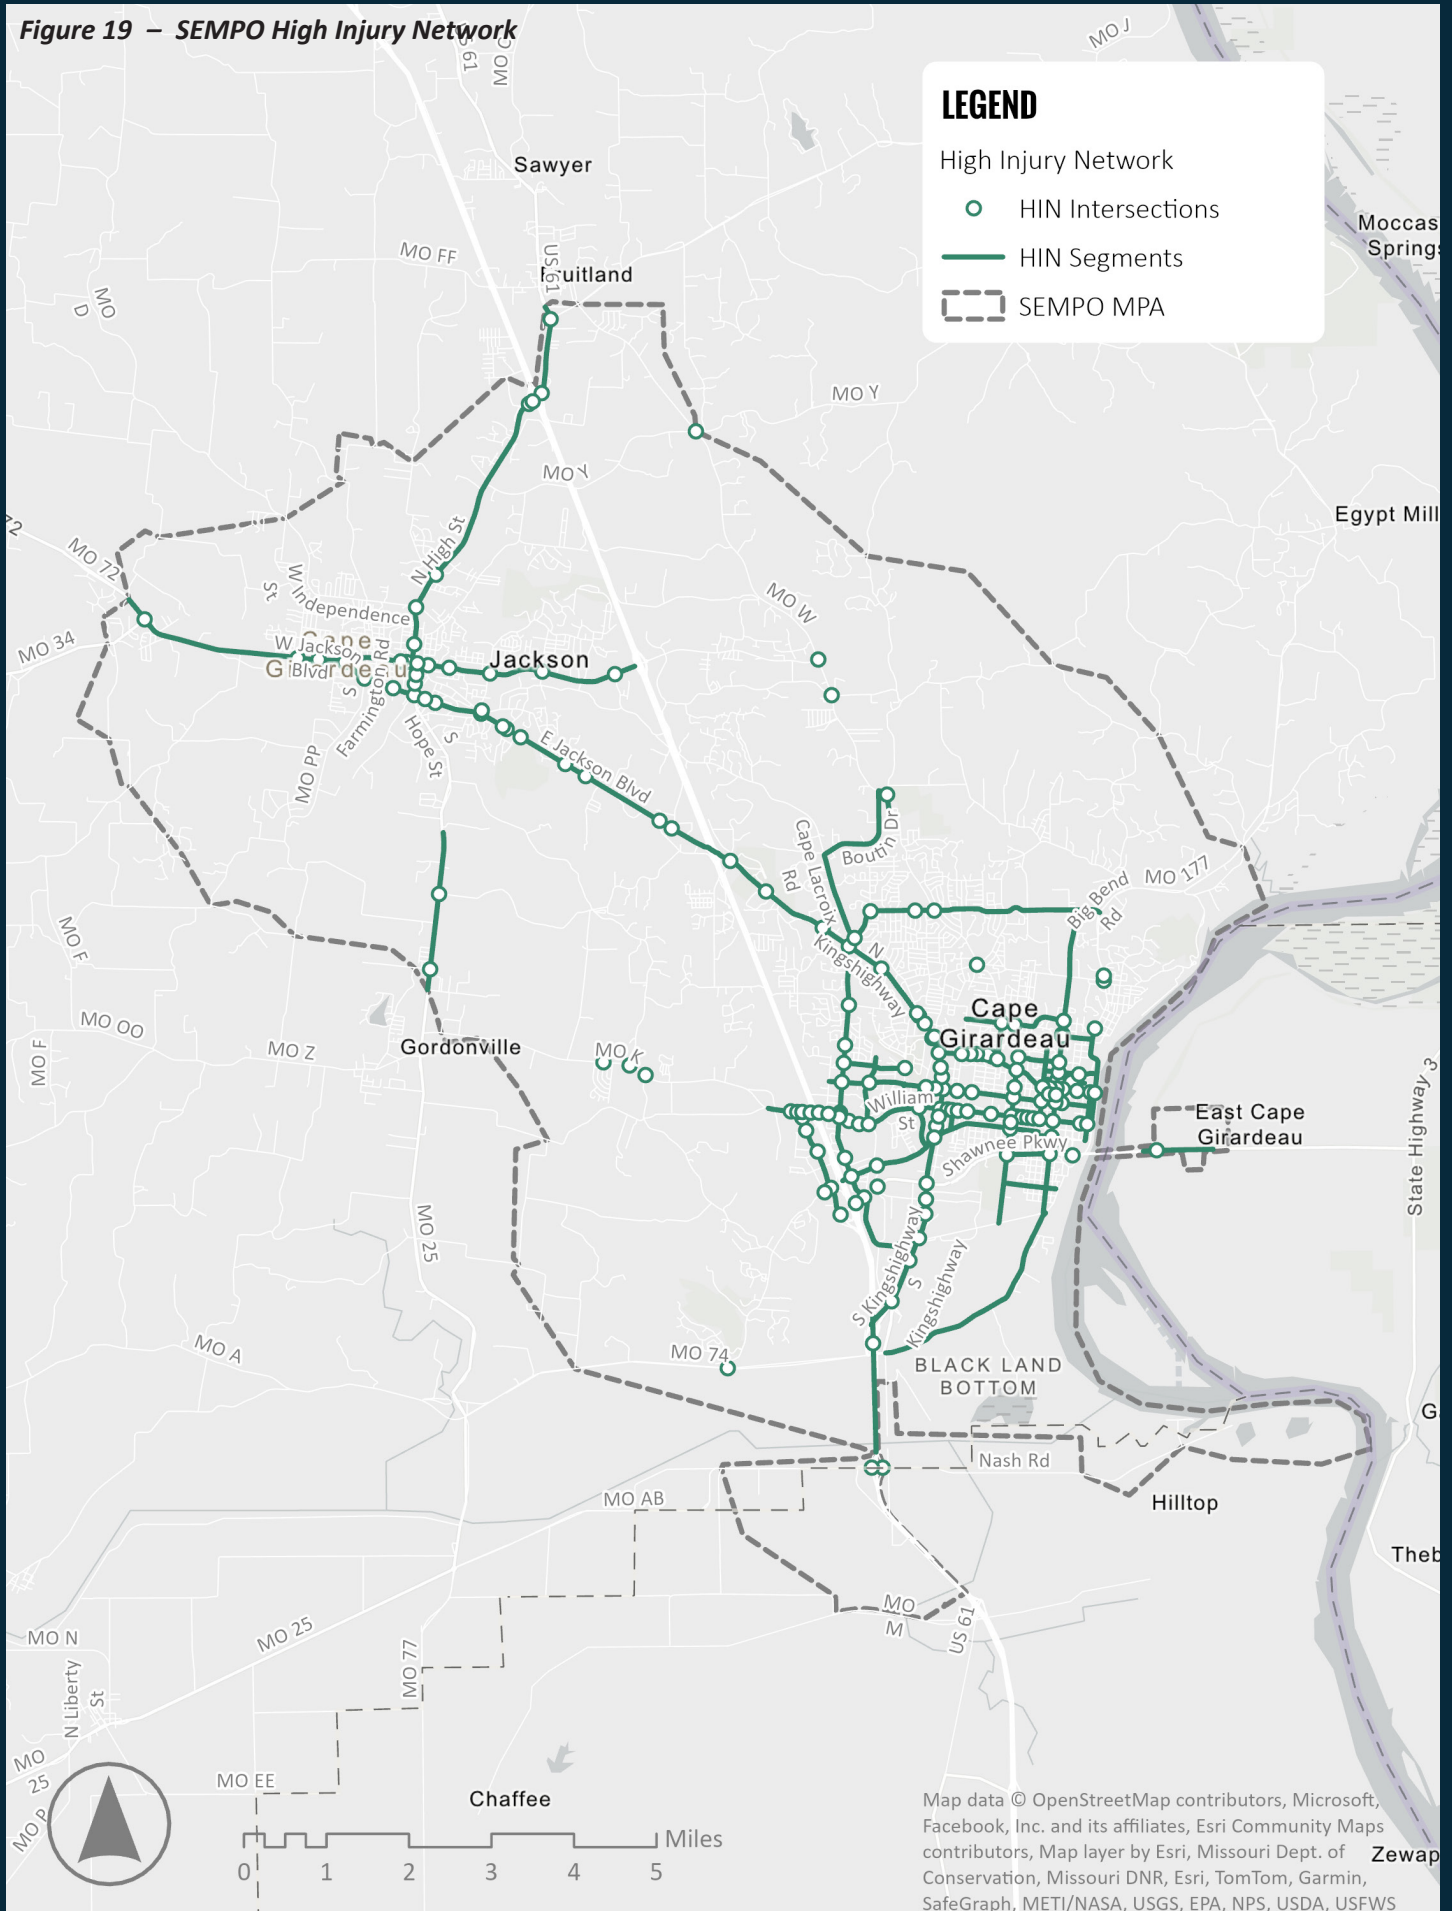 Figure 19 – SEMPO High Injury Network
LEGEND
High Injury Network
HIN Intersections
HIN Segments
SEMPO MPA
US 61
MO J
Sawyer
Moccas
Springs
MO FF
US 61
Fruitland
MO
D
MO Y
MO Y
Egypt Mill
72
MO 72
N High St
W Independence
St
MO W
MO 34
W Jackson
Blvd
Cape
Girardeau
Jackson
S
Farmington Rd
Hope St
S
MO PP
E Jackson Blvd
Cape Lacroix
Rd
Boutin Dr
Big Bend
Rd
MO 177
MO F
N
Kingshighway
Cape
Girardeau
MO OO
MO F
MO Z
Gordonville
MO K
William
St
Shawnee Pkwy
East Cape
Girardeau
State Highway 3
MO 25
S Kingshighway
S
Kingshighway
MO A
MO 74
BLACK LAND
BOTTOM
G
Nash Rd
MO AB
Hilltop
Theb
MO
M
US 61
MO N
MO 25
MO 77
N Liberty
St
MO
25
MO P
MO EE
Chaffee
Miles
0 1 2 3 4 5
Zewap
Map data © OpenStreetMap contributors, Microsoft,
Facebook, Inc. and its affiliates, Esri Community Maps
contributors, Map layer by Esri, Missouri Dept. of
Conservation, Missouri DNR, Esri, TomTom, Garmin,
SafeGraph, METI/NASA, USGS, EPA, NPS, USDA, USFWS